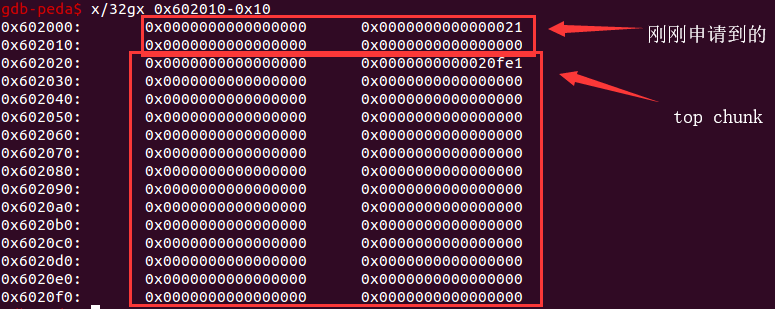 gdb-peda$ x/32gx 0x602010-0x10
0x602000: 0x0000000000000000 0x0000000000000021
0x602010: 0x0000000000000000 0x0000000000000000
0x602020: 0x0000000000000000 0x0000000000020fe1
0x602030: 0x0000000000000000 0x0000000000000000
0x602040: 0x0000000000000000 0x0000000000000000
0x602050: 0x0000000000000000 0x0000000000000000
0x602060: 0x0000000000000000 0x0000000000000000
0x602070: 0x0000000000000000 0x0000000000000000
0x602080: 0x0000000000000000 0x0000000000000000
0x602090: 0x0000000000000000 0x0000000000000000
0x6020a0: 0x0000000000000000 0x0000000000000000
0x6020b0: 0x0000000000000000 0x0000000000000000
0x6020c0: 0x0000000000000000 0x0000000000000000
0x6020d0: 0x0000000000000000 0x0000000000000000
0x6020e0: 0x0000000000000000 0x0000000000000000
0x6020f0: 0x0000000000000000 0x0000000000000000
刚刚申请到的
top chunk